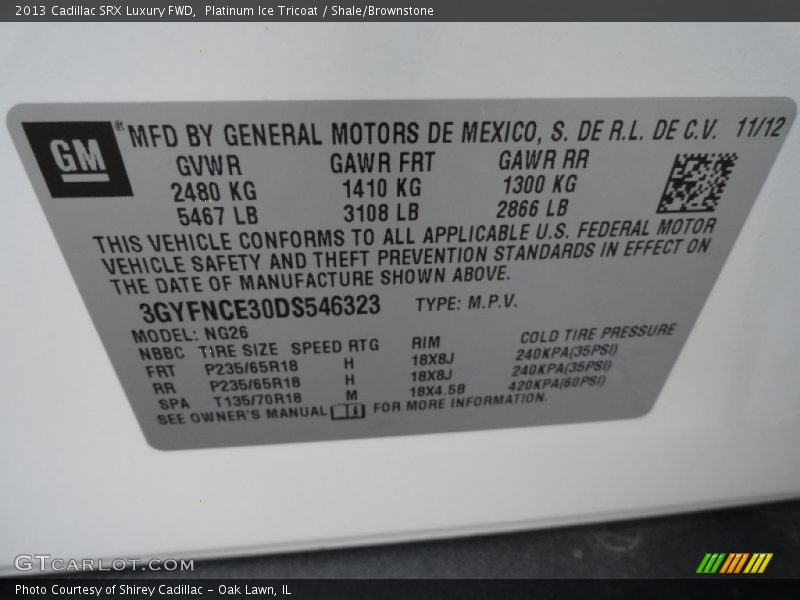 2013 Cadillac SRX Luxury FWD,  Platinum Ice Tricoat / Shale/Brownstone
GM ® MFD BY GENERAL MOTORS DE MEXICO, S. DE R.L. DE C.V. 11/12
GVWR GAWR FRT GAWR RR
2480 KG 1410 KG 1300 KG
5467 LB 3108 LB 2866 LB
THIS VEHICLE CONFORMS TO ALL APPLICABLE U.S. FEDERAL MOTOR
VEHICLE SAFETY AND THEFT PREVENTION STANDARDS IN EFFECT ON
THE DATE OF MANUFACTURE SHOWN ABOVE.
3GYFNCE30DS546323 TYPE: M.P.V.
MODEL: NG26
NBBC TIRE SIZE SPEED RTG RIM COLD TIRE PRESSURE
FRT P235/65R18 H 18X8J 240KPA(35PSI)
RR P235/65R18 H 18X8J 240KPA(35PSI)
SPA T135/70R18 M 18X4.5B 420KPA(60PSI)
SEE OWNER'S MANUAL FOR MORE INFORMATION.
GTCARLOT.COM
Photo Courtesy of Shirey Cadillac - Oak Lawn, IL